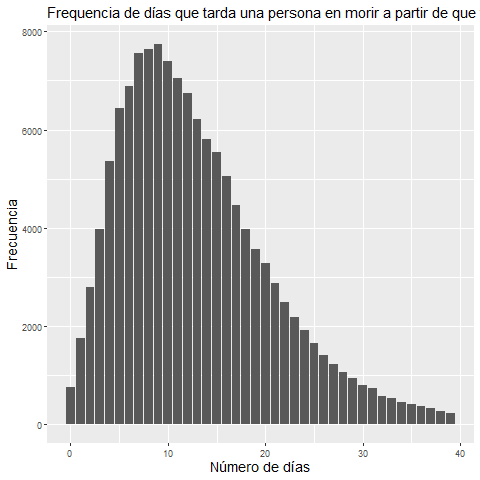 Frequencia de días que tarda una persona en morir a partir de que
8000
6000
4000
2000
0
Frecuencia
0 10 20 30 40
Número de días